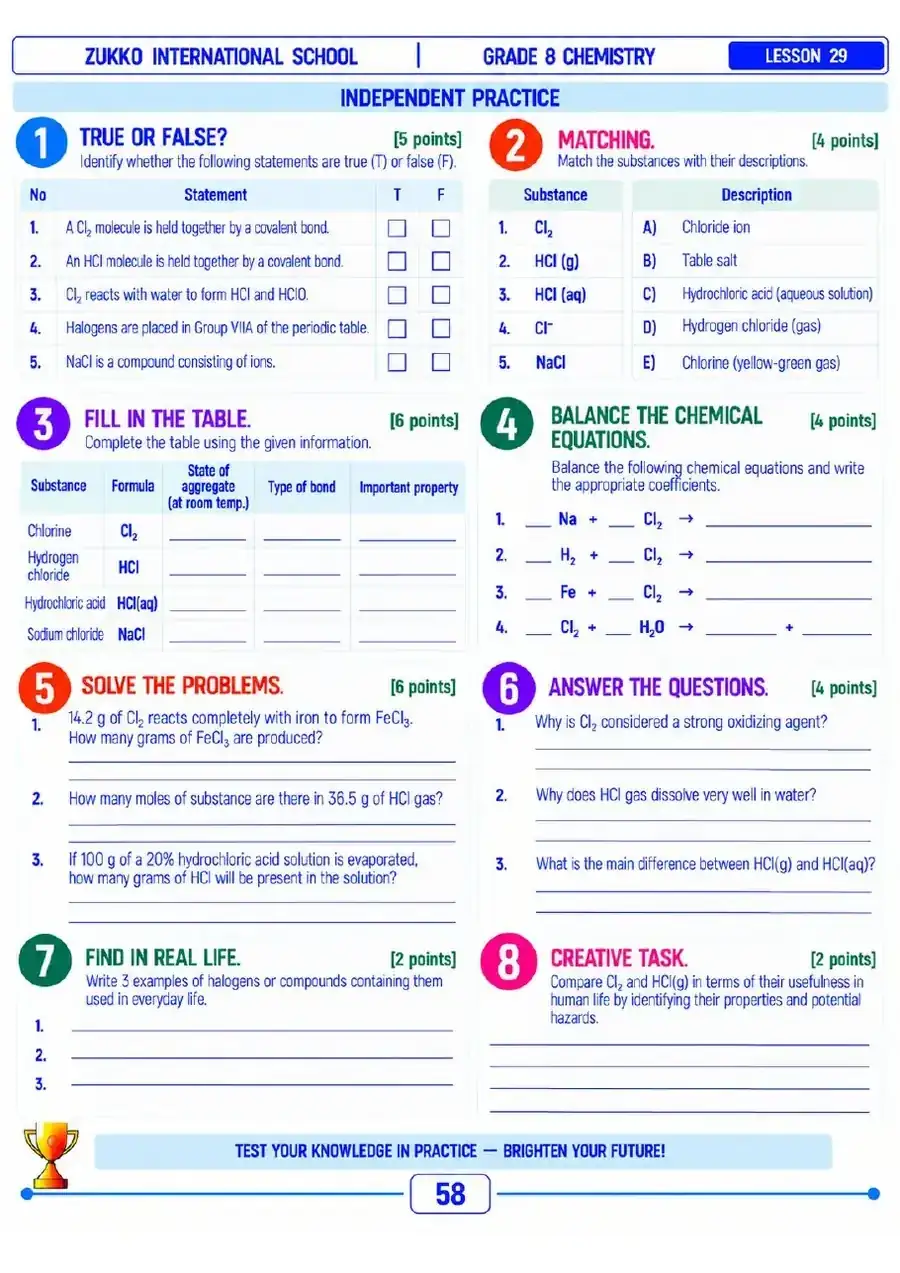 ZUKKO INTERNATIONAL SCHOOL | GRADE 8 CHEMISTRY LESSON 29
INDEPENDENT PRACTICE
1 TRUE OR FALSE? [5 points]
Identify whether the following statements are true (T) or false (F).
No Statement T F
1. A Cl₂ molecule is held together by a covalent bond.
2. An HCl molecule is held together by a covalent bond.
3. Cl₂ reacts with water to form HCl and HClO.
4. Halogens are placed in Group VIIA of the periodic table.
5. NaCl is a compound consisting of ions.
2 MATCHING. [4 points]
Match the substances with their descriptions.
Substance Description
1. Cl₂ A) Chloride ion
2. HCl (g) B) Table salt
3. HCl (aq) C) Hydrochloric acid (aqueous solution)
4. Cl⁻ D) Hydrogen chloride (gas)
5. NaCl E) Chlorine (yellow-green gas)
3 FILL IN THE TABLE. [6 points]
Complete the table using the given information.
Substance Formula State of aggregate (at room temp.) Type of bond Important property
Chlorine Cl₂
Hydrogen chloride HCl
Hydrochloric acid HCl(aq)
Sodium chloride NaCl
4 BALANCE THE CHEMICAL [4 points]
EQUATIONS.
Balance the following chemical equations and write
the appropriate coefficients.
1. ___ Na + ___ Cl₂ → ___
2. ___ H₂ + ___ Cl₂ → ___
3. ___ Fe + ___ Cl₂ → ___
4. ___ Cl₂ + ___ H₂O → ___ + ___
5 SOLVE THE PROBLEMS. [6 points]
1. 14.2 g of Cl₂ reacts completely with iron to form FeCl₃.
How many grams of FeCl₃ are produced?
2. How many moles of substance are there in 36.5 g of HCl gas?
3. If 100 g of a 20% hydrochloric acid solution is evaporated,
how many grams of HCl will be present in the solution?
6 ANSWER THE QUESTIONS. [4 points]
1. Why is Cl₂ considered a strong oxidizing agent?
2. Why does HCl gas dissolve very well in water?
3. What is the main difference between HCl(g) and HCl(aq)?
7 FIND IN REAL LIFE. [2 points]
Write 3 examples of halogens or compounds containing them
used in everyday life.
1.
2.
3.
8 CREATIVE TASK. [2 points]
Compare Cl₂ and HCl(g) in terms of their usefulness in
human life by identifying their properties and potential
hazards.
TEST YOUR KNOWLEDGE IN PRACTICE — BRIGHTEN YOUR FUTURE!
58